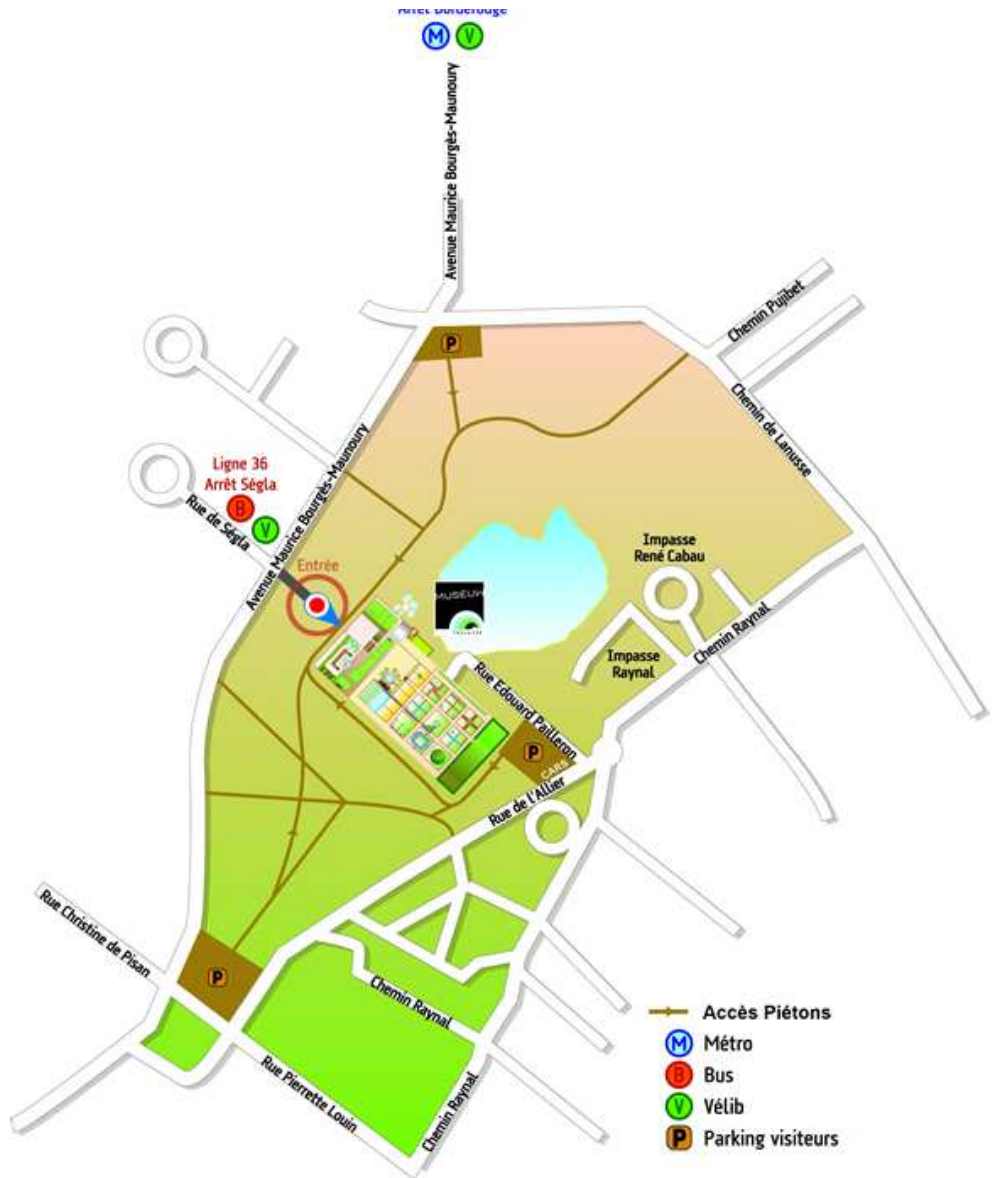 Arrêt Borderouge
M V
Avenue Maurice Bourgès-Maunoury
Chemin Pujibet
P
Chemin de Lanusse
Avenue Maurice Bourgès-Maunoury
Ligne 36
Arrêt Ségla
B
V
Rue de Ségla
Entrée
Impasse
René Cabau
MUSEUM
TOULOUSE
Chemin Raynal
Impasse
Raynal
Rue Edouard Pailleron
P
CARS
Rue de l'Allier
Rue Christine de Pisan
P
Chemin Raynal
Rue Pierrette Louin
Chemin Raynal
Accès Piétons
M Métro
B Bus
V Vélib
P Parking visiteurs